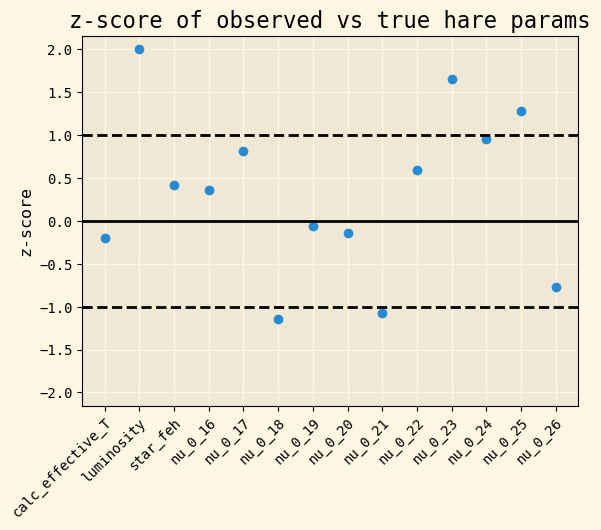 z-score of observed vs true hare params
z-score
2.0
1.5
1.0
0.5
0.0
−0.5
−1.0
−1.5
−2.0
calc_effective_T
luminosity
star_feh
nu_0_16
nu_0_17
nu_0_18
nu_0_19
nu_0_20
nu_0_21
nu_0_22
nu_0_23
nu_0_24
nu_0_25
nu_0_26